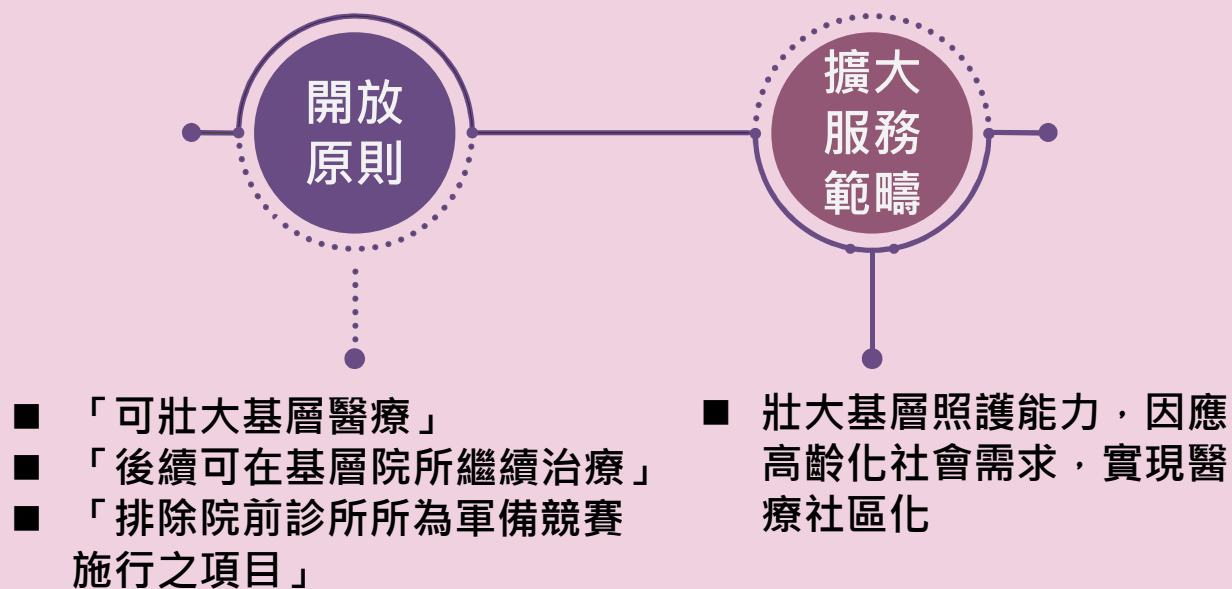 開放
原則
擴大
服務
範疇
■ 「可壯大基層醫療」
■ 「後續可在基層院所繼續治療」
■ 「排除院前診所所為軍備競賽
施行之項目」
■ 壯大基層照護能力，因應
高齡化社會需求，實現醫
療社區化